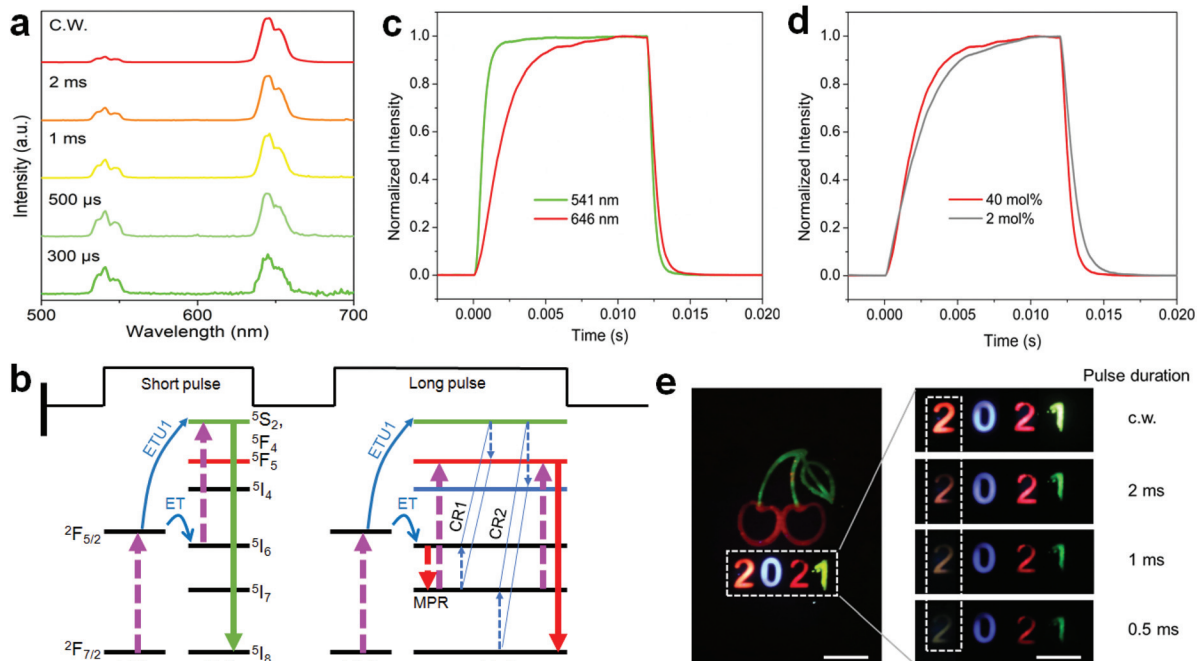 a
C.W.
2 ms
1 ms
500 µs
300 µs
Intensity (a.u.)
500 600 700
Wavelength (nm)
c
Normalized Intensity
1.0
0.8
0.6
0.4
0.2
0.0
541 nm
646 nm
0.000 0.005 0.010 0.015 0.020
Time (s)
d
Normalized Intensity
1.0
0.8
0.6
0.4
0.2
0.0
40 mol%
2 mol%
0.000 0.005 0.010 0.015 0.020
Time (s)
b
Short pulse
Long pulse
ETU1
ET
⁵S₂,
⁵F₄
⁵F₅
⁵I₄
²F₅/₂
⁵I₆
⁵I₇
²F₇/₂
⁵I₈
ETU1
ET
CR1
CR2
MPR
e
2021
Pulse duration
2021 c.w.
2021 2 ms
2021 1 ms
2021 0.5 ms